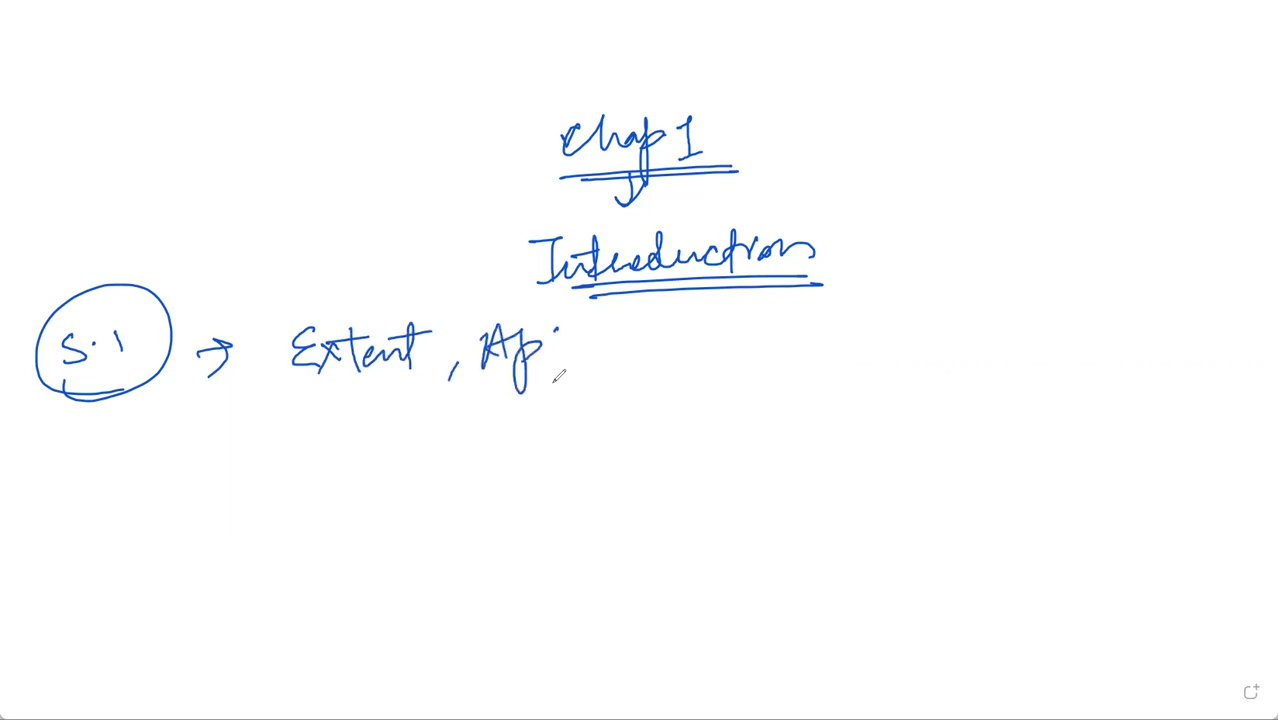 Chap 1
Introduction
S.1 → Extent, Ap